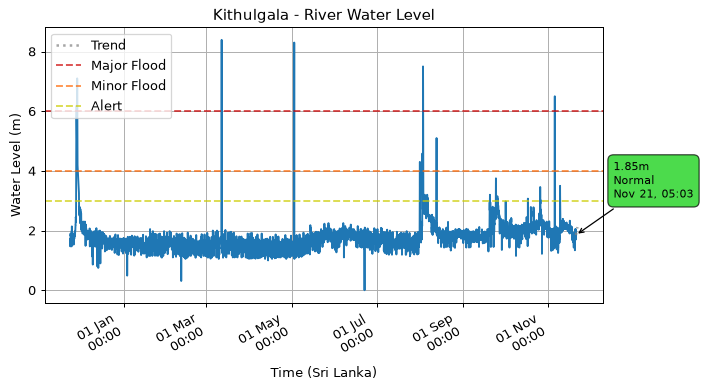 Kithulgala - River Water Level
Water Level (m)
8
6
4
2
0
Trend
Major Flood
Minor Flood
Alert
1.85m
Normal
Nov 21, 05:03
01 Jan
00:00
01 Mar
00:00
01 May
00:00
01 Jul
00:00
01 Sep
00:00
01 Nov
00:00
Time (Sri Lanka)